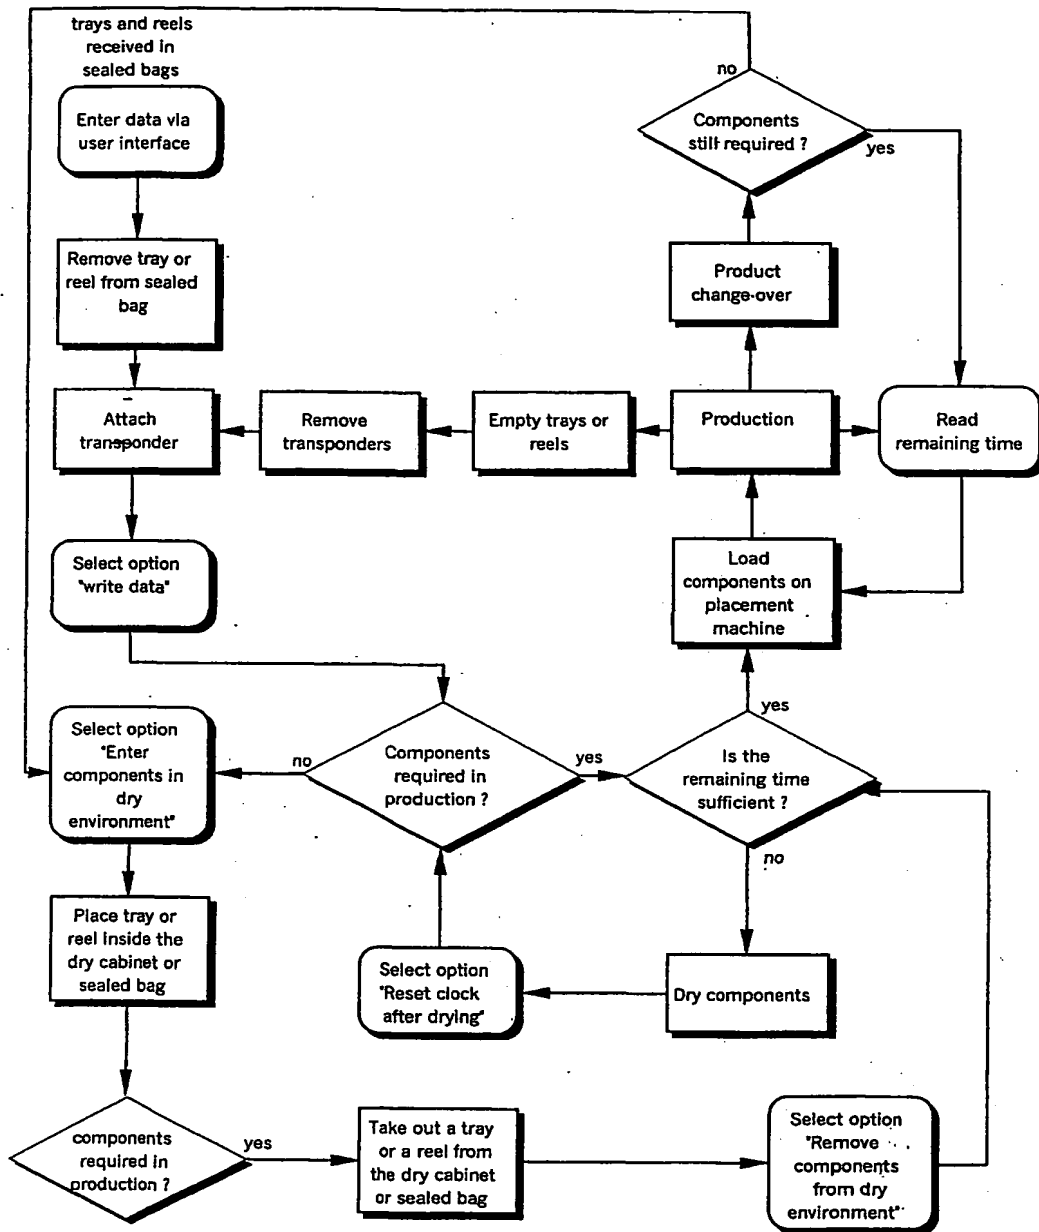 trays and reels
received in
sealed bags
Enter data via
user interface
Remove tray or
reel from sealed
bag
Attach
transponder
Remove
transponders
Empty trays or
reels
Production
Read
remaining time
Product
change-over
Components
still required ?
no
yes
Select option
"write data"
Load
components on
placement
machine
yes
Select option
"Enter
components in
dry
environment"
no
Components
required in
production ?
yes
Is the
remaining time
sufficient ?
no
Place tray or
reel inside the
dry cabinet or
sealed bag
Select option
"Reset clock
after drying"
Dry components
components
required in
production ?
yes
Take out a tray
or a reel from
the dry cabinet
or sealed bag
Select option
"Remove
components
from dry
environment"